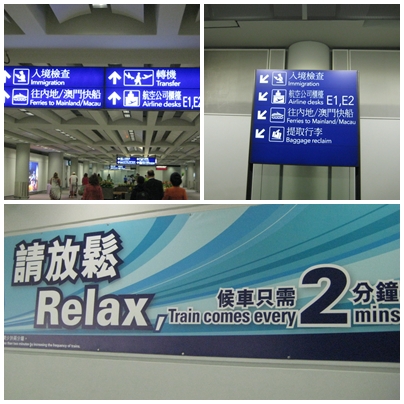 入境檢查
Immigration
往內地/澳門快船
Ferries to Mainland/Macau
轉機
Transfer
航空公司櫃檯
Airline desks E1,E2
入境檢查
Immigration
航空公司櫃檯
Airline desks E1,E2
往內地/澳門快船
Ferries to Mainland/Macau
提取行李
Baggage reclaim
請放鬆
Relax,
候車只需2分鐘
Train comes every 2 mins